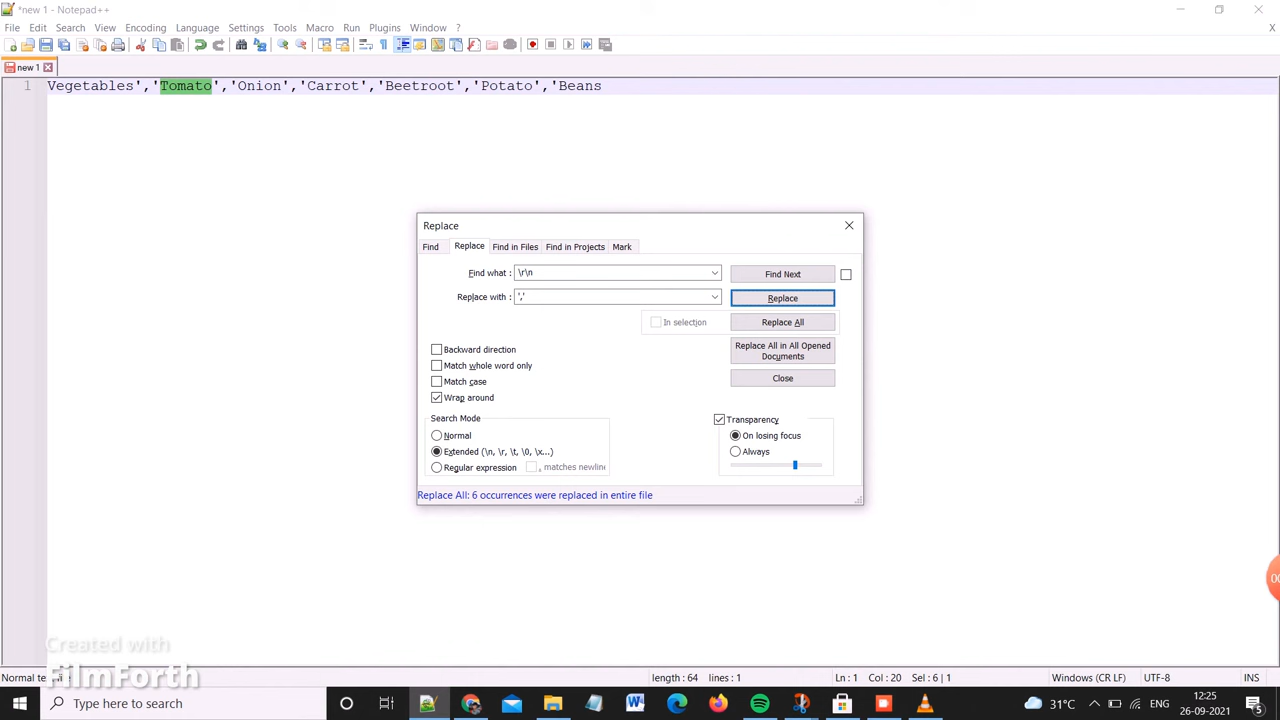 *new 1 - Notepad++
File Edit Search View Encoding Language Settings Tools Macro Run Plugins Window ? X
new 1
1 Vegetables','Tomato','Onion','Carrot','Beetroot','Potato','Beans
Replace
Find Replace Find in Files Find in Projects Mark
Find what : \r\n Find Next
Replace with : ',' Replace
In selection Replace All
Replace All in All Opened
Documents
Close
Backward direction
Match whole word only
Match case
Wrap around
Search Mode
Normal
Extended (\n, \r, \t, \0, \x...)
Regular expression . matches newline
Transparency
On losing focus
Always
Replace All: 6 occurrences were replaced in entire file
Created with
FilmForth
length : 64 lines : 1 Ln : 1 Col : 20 Sel : 6 | 1 Windows (CR LF) UTF-8 INS
Type here to search
31°C ENG 12:25
26-09-2021 5